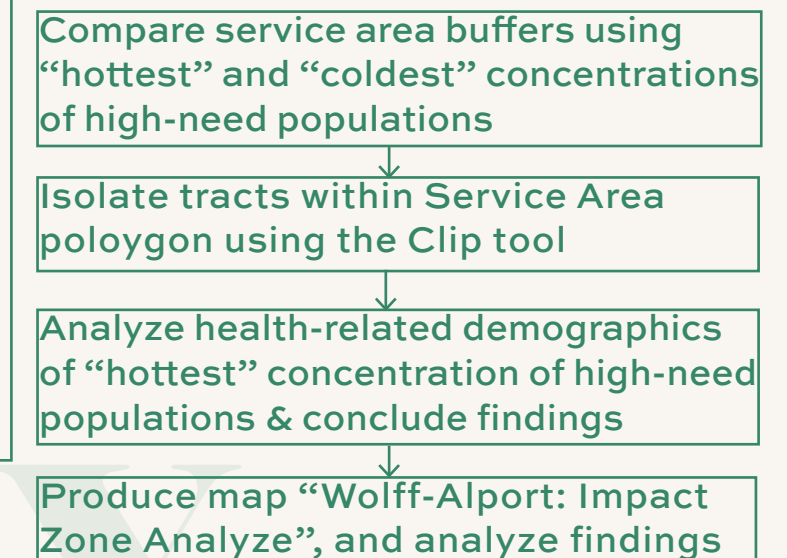 Compare service area buffers using
“hottest” and “coldest” concentrations
of high-need populations
Isolate tracts within Service Area
poloygon using the Clip tool
Analyze health-related demographics
of “hottest” concentration of high-need
populations & conclude findings
Produce map “Wolff-Alport: Impact
Zone Analyze”, and analyze findings